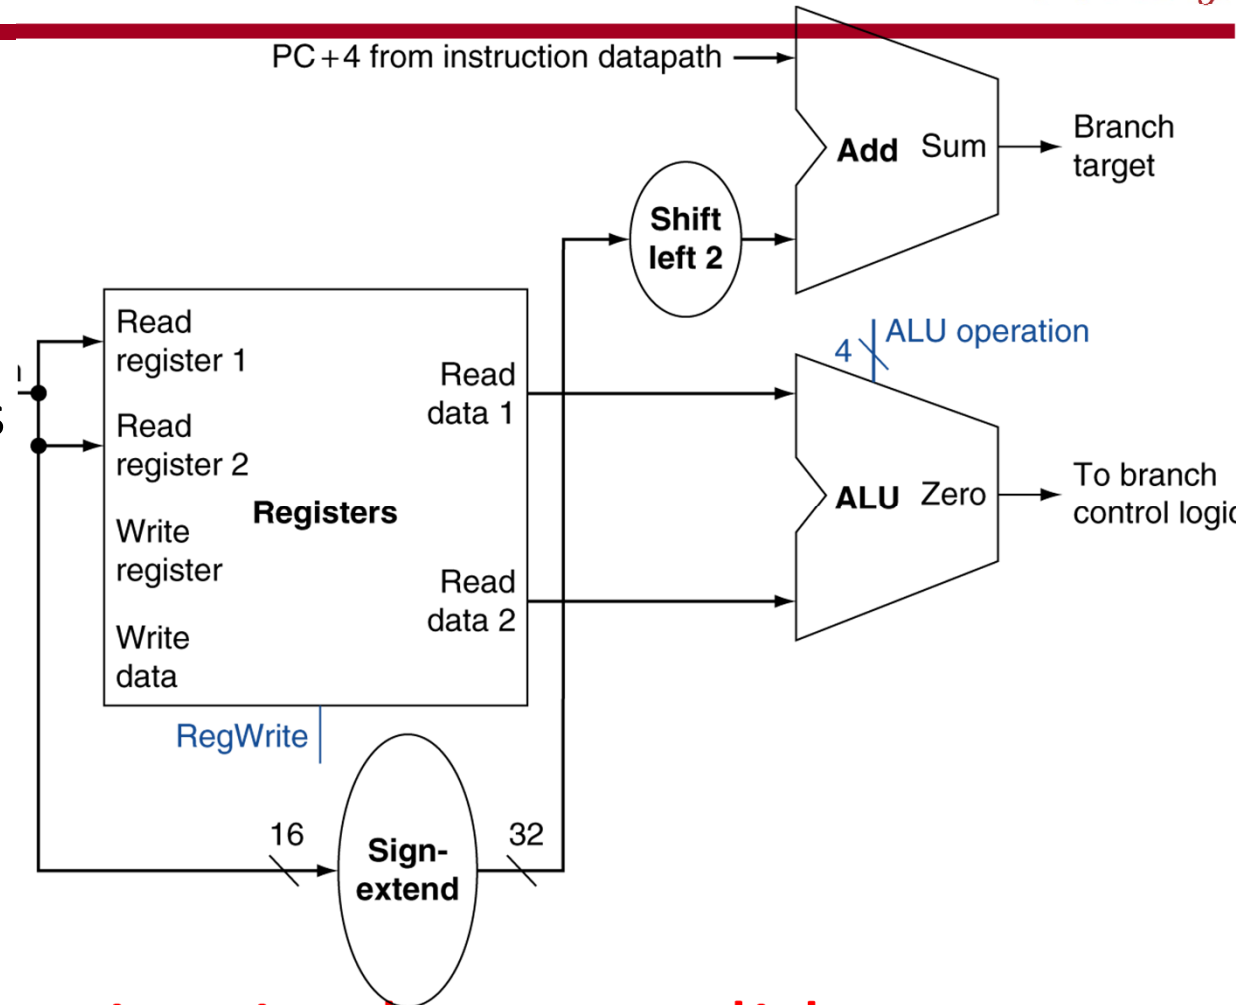 PC+4 from instruction datapath
Add Sum
Branch
target
Shift
left 2
ALU operation
4
Read
register 1
Read
data 1
Read
register 2
Registers
ALU Zero
To branch
Write
register
Read
data 2
Write
data
RegWrite
16
32
Sign-
extend